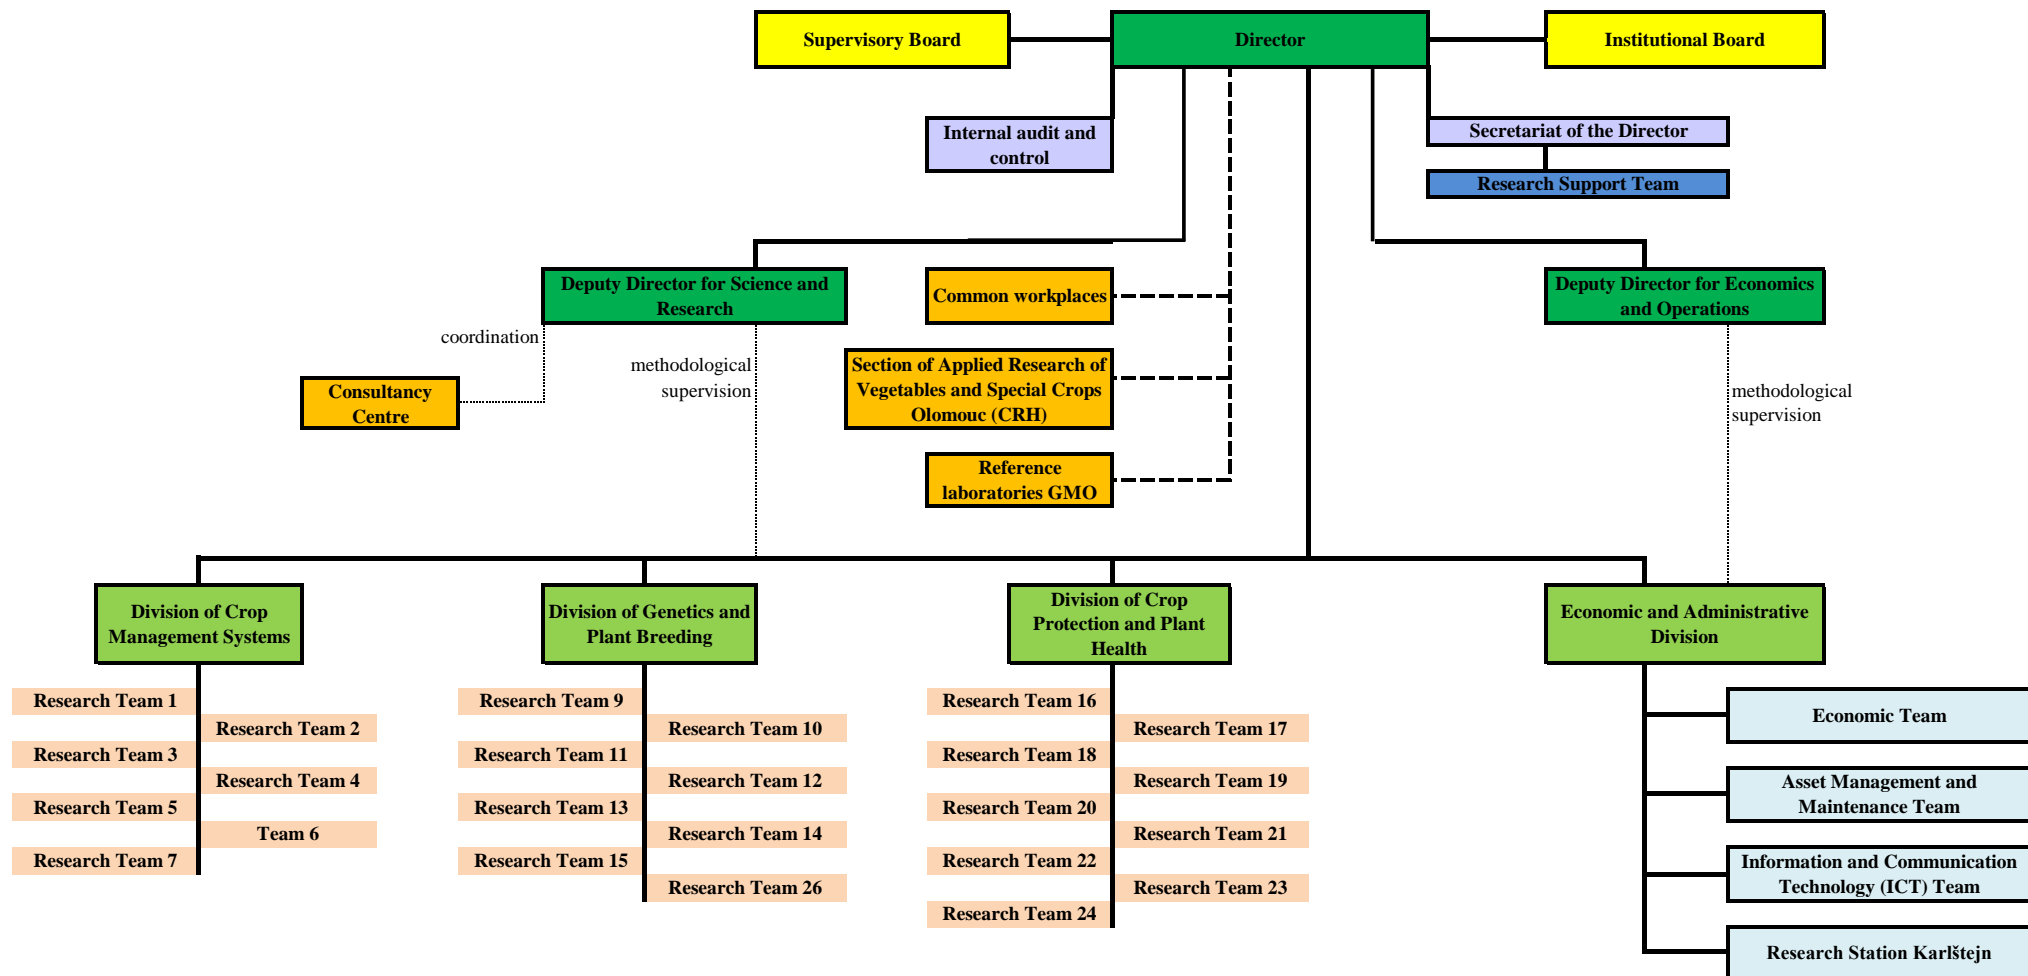 Supervisory Board
Director
Institutional Board
Internal audit and
control
Secretariat of the Director
Research Support Team
Deputy Director for Science and
Research
Common workplaces
Deputy Director for Economics
and Operations
coordination
methodological
supervision
Consultancy
Centre
Section of Applied Research of
Vegetables and Special Crops
Olomouc (CRH)
methodological
supervision
Reference
laboratories GMO
Division of Crop
Management Systems
Division of Genetics and
Plant Breeding
Division of Crop
Protection and Plant
Health
Economic and Administrative
Division
Research Team 1
Research Team 2
Research Team 3
Research Team 4
Research Team 5
Team 6
Research Team 7
Research Team 9
Research Team 10
Research Team 11
Research Team 12
Research Team 13
Research Team 14
Research Team 15
Research Team 26
Research Team 16
Research Team 17
Research Team 18
Research Team 19
Research Team 20
Research Team 21
Research Team 22
Research Team 23
Research Team 24
Economic Team
Asset Management and
Maintenance Team
Information and Communication
Technology (ICT) Team
Research Station Karlštejn